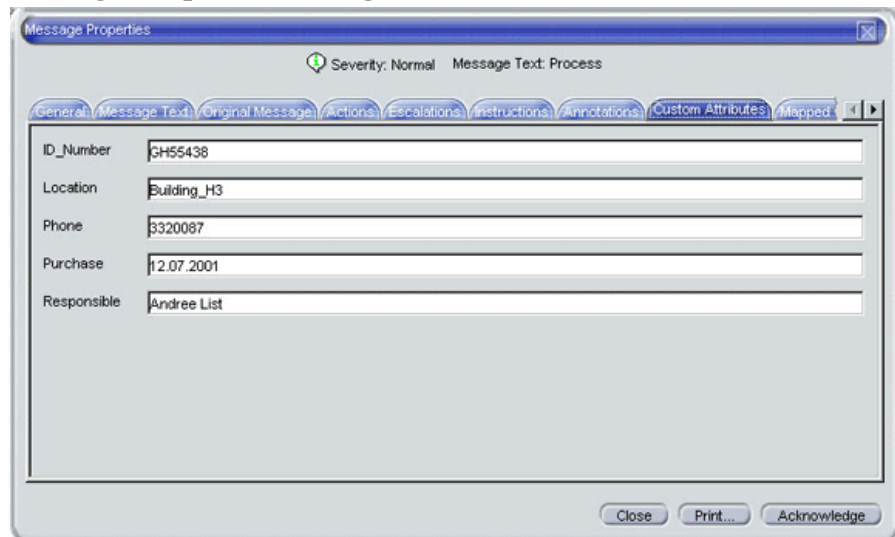 Message Properties
Severity: Normal Message Text: Process
General Message Text Original Message Actions Escalations Instructions Annotations Custom Attributes Mapped
ID_Number GH55438
Location Building_H3
Phone 3320087
Purchase 12.07.2001
Responsible Andree List
Close Print... Acknowledge